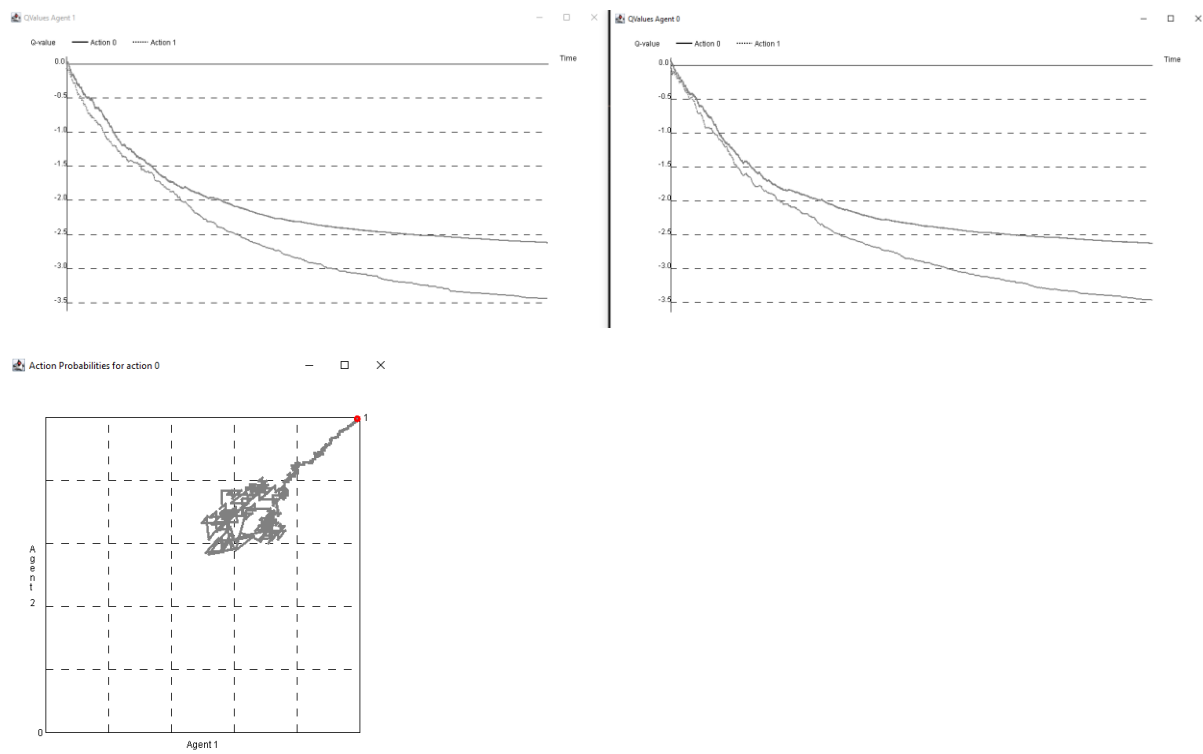 QValues Agent 1
Q-value Action 0 Action 1
Time
0.0
-0.5
-1.0
-1.5
-2.0
-2.5
-3.0
-3.5
QValues Agent 0
Q-value Action 0 Action 1
Time
0.0
-0.5
-1.0
-1.5
-2.0
-2.5
-3.0
-3.5
Action Probabilities for action 0
1
Agent
2
0
Agent 1